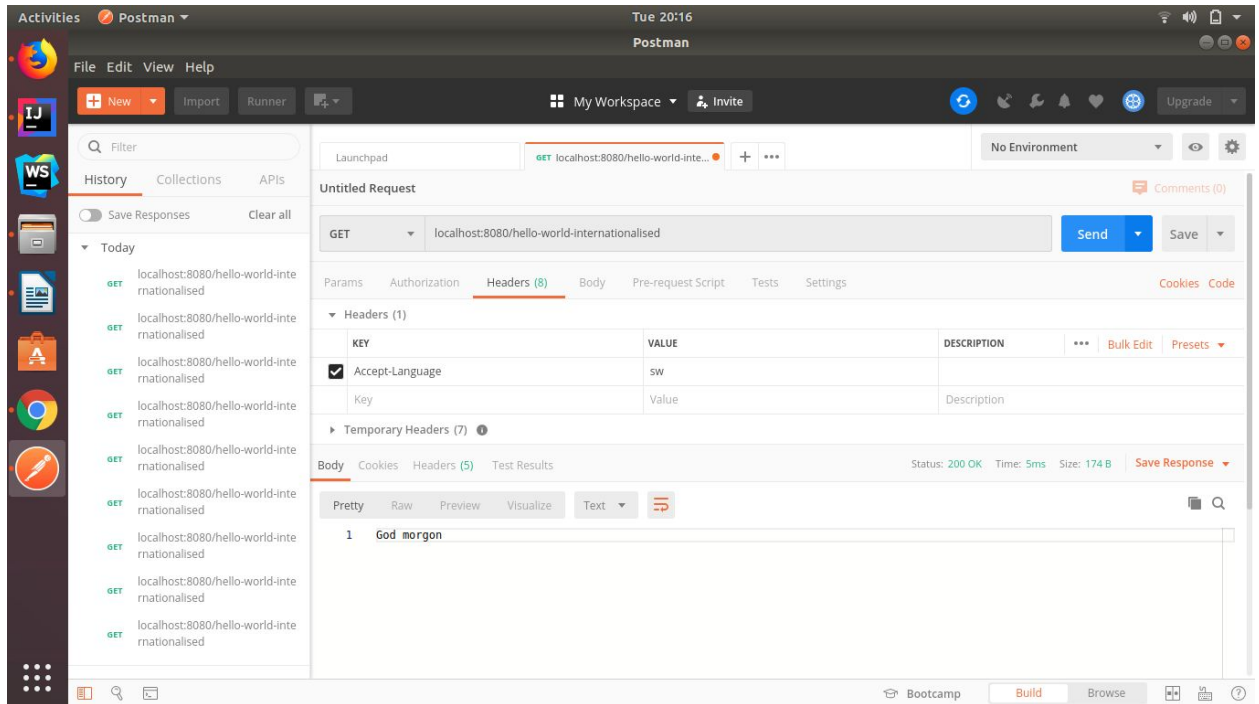 Activities Postman Tue 20:16
Postman
File Edit View Help
New Import Runner My Workspace Invite Upgrade
Filter
History Collections APIs
Save Responses Clear all
Today
GET localhost:8080/hello-world-inte
rnationalised
GET localhost:8080/hello-world-inte
rnationalised
GET localhost:8080/hello-world-inte
rnationalised
GET localhost:8080/hello-world-inte
rnationalised
GET localhost:8080/hello-world-inte
rnationalised
GET localhost:8080/hello-world-inte
rnationalised
GET localhost:8080/hello-world-inte
rnationalised
GET localhost:8080/hello-world-inte
rnationalised
GET localhost:8080/hello-world-inte
rnationalised
Launchpad GET localhost:8080/hello-world-inte... + ••• No Environment
Untitled Request Comments (0)
GET localhost:8080/hello-world-internationalised Send Save
Params Authorization Headers (8) Body Pre-request Script Tests Settings Cookies Code
Headers (1)
KEY VALUE DESCRIPTION ••• Bulk Edit Presets
Accept-Language sw
Key Value Description
Temporary Headers (7)
Body Cookies Headers (5) Test Results Status: 200 OK Time: 5ms Size: 174 B Save Response
Pretty Raw Preview Visualize Text
1 God morgon
Bootcamp Build Browse
IJ
WS